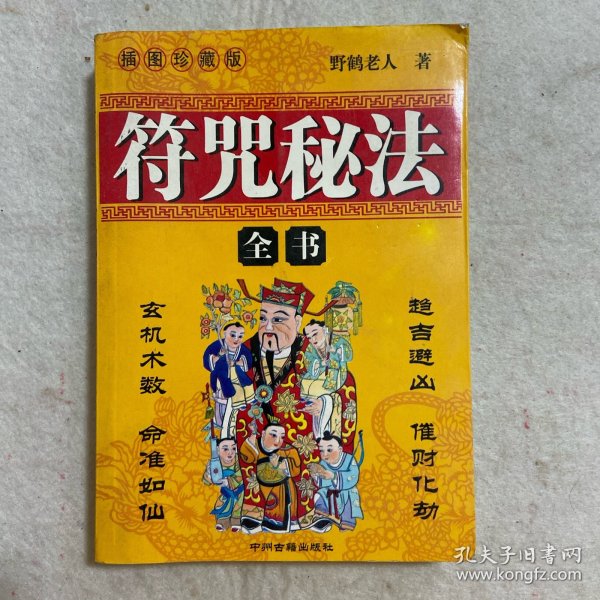 插图珍藏版
野鹤老人 著
符咒秘法
全书
趋吉避凶 催财化劫
玄机术数 命准如仙
中州古籍出版社
孔夫子旧书网
www.kongfz.com